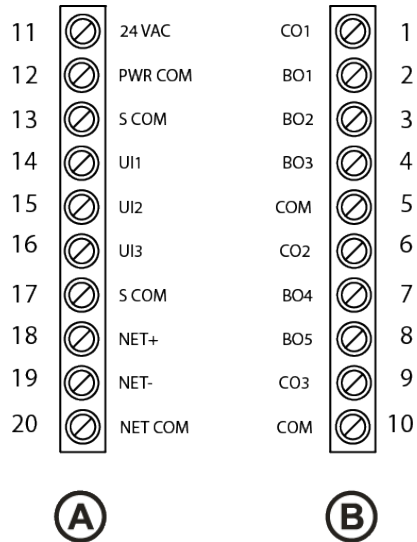 11 24 VAC CO1 1
12 PWR COM BO1 2
13 S COM BO2 3
14 UI1 BO3 4
15 UI2 COM 5
16 UI3 CO2 6
17 S COM BO4 7
18 NET+ BO5 8
19 NET- CO3 9
20 NET COM COM 10
A B